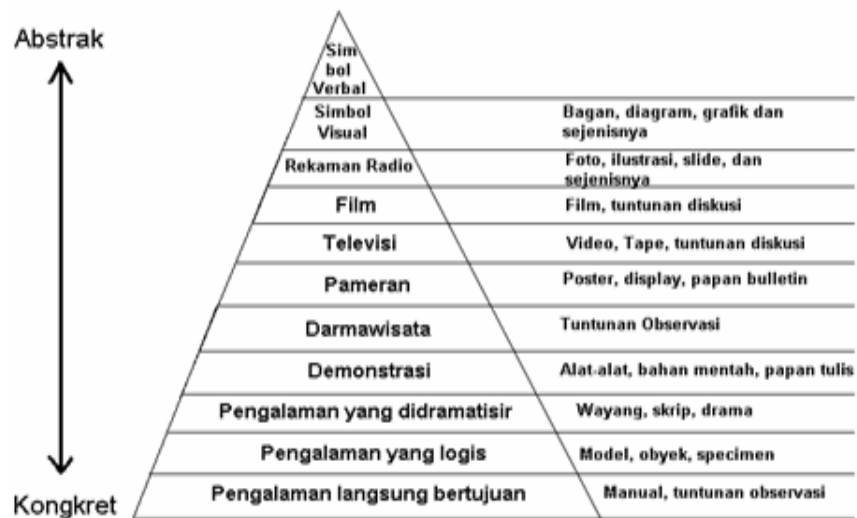 Abstrak
Sim
bol
Verbal
Simbol
Visual
Bagan, diagram, grafik dan
sejenisnya
Rekaman Radio
Foto, ilustrasi, slide, dan
sejenisnya
Film
Film, tuntunan diskusi
Televisi
Video, Tape, tuntunan diskusi
Pameran
Poster, display, papan bulletin
Darmawisata
Tuntunan Observasi
Demonstrasi
Alat-alat, bahan mentah, papan tulis
Pengalaman yang didramatisir
Wayang, skrip, drama
Pengalaman yang logis
Model, obyek, specimen
Pengalaman langsung bertujuan
Manual, tuntunan observasi
Kongkret